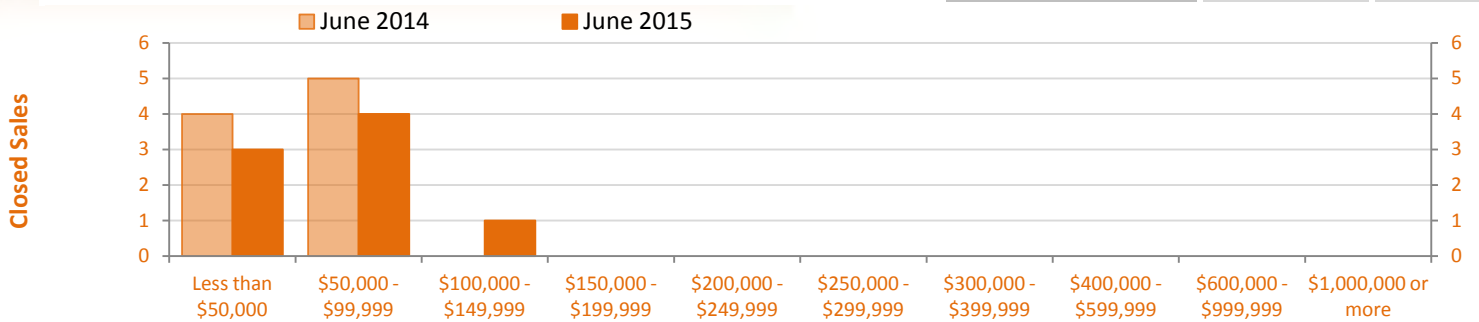 June 2014 June 2015
Closed Sales
6 6
5 5
4 4
3 3
2 2
1 1
0 0
Less than $50,000 - $100,000 - $150,000 - $200,000 - $250,000 - $300,000 - $400,000 - $600,000 - $1,000,000 or
$50,000 $99,999 $149,999 $199,999 $249,999 $299,999 $399,999 $599,999 $999,999 more